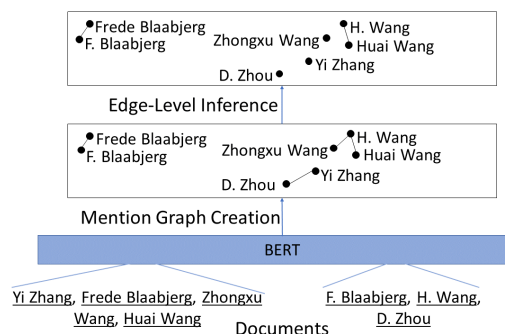 Frede Blaabjerg
F. Blaabjerg
H. Wang
Zhongxu Wang
Huai Wang
Yi Zhang
D. Zhou
Edge-Level Inference
Frede Blaabjerg
F. Blaabjerg
H. Wang
Zhongxu Wang
Huai Wang
Yi Zhang
D. Zhou
Mention Graph Creation
BERT
Yi Zhang, Frede Blaabjerg, Zhongxu
Wang, Huai Wang
F. Blaabjerg, H. Wang,
D. Zhou
Documents